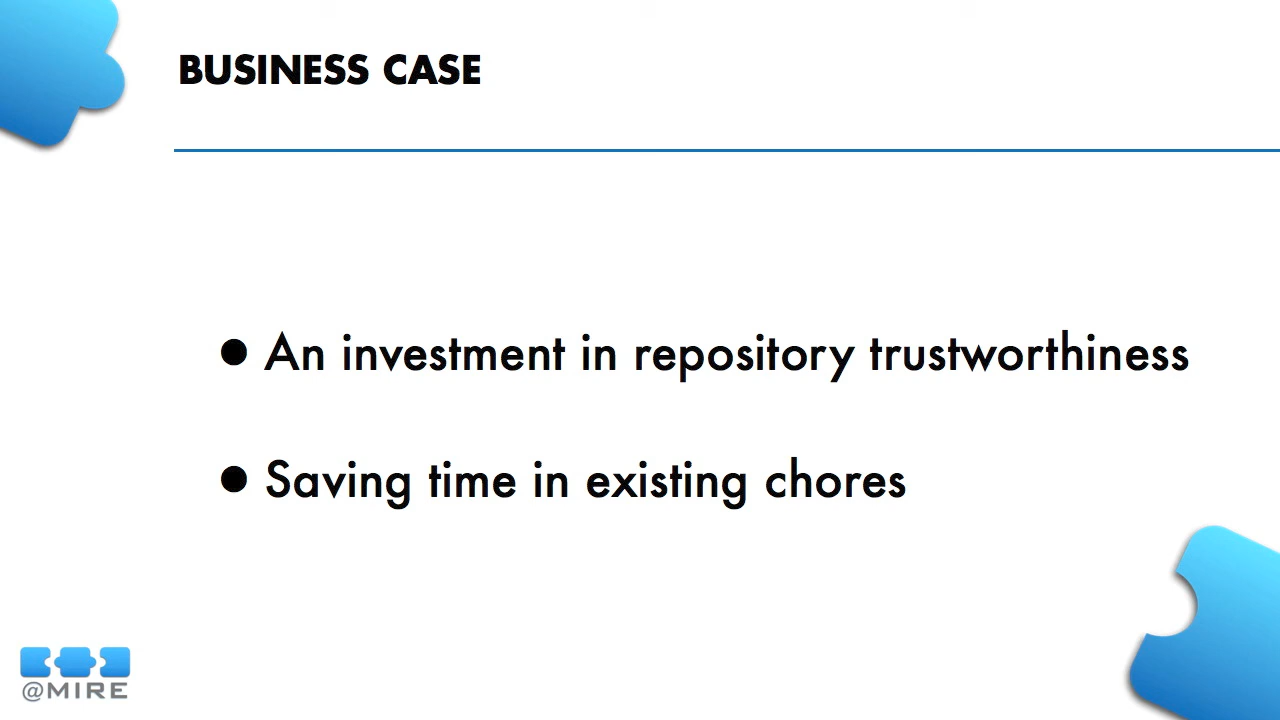 BUSINESS CASE
● An investment in repository trustworthiness
● Saving time in existing chores
@MIRE